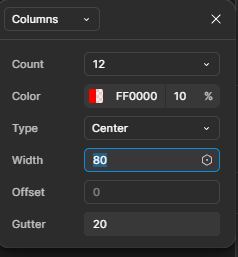 Columns
Count 12
Color FF0000 10 %
Type Center
Width 80
Offset 0
Gutter 20